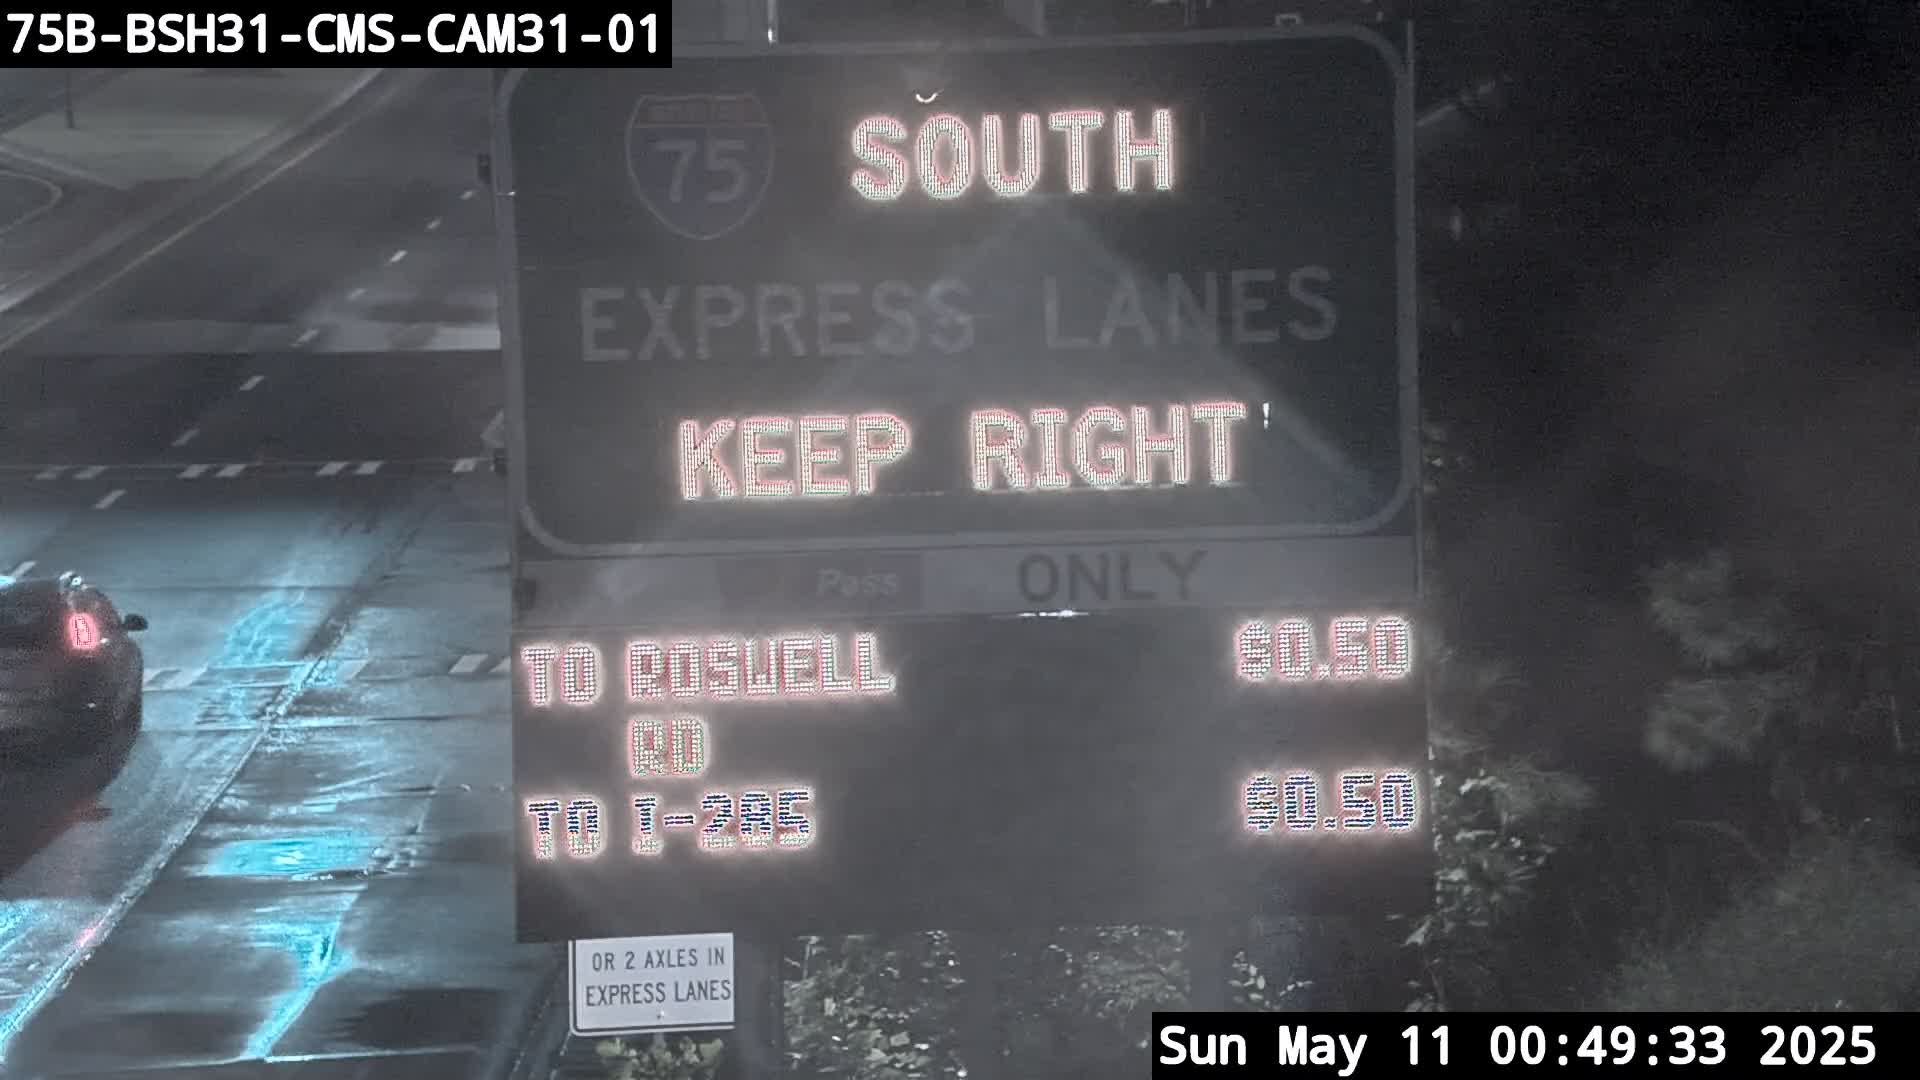 75B-BSH31-CMS-CAM31-01
75 SOUTH
EXPRESS LANES
KEEP RIGHT
Pass ONLY
TO ROSWELL $0.50
RD
TO I-285 $0.50
OR 2 AXLES IN
EXPRESS LANES
Sun May 11 00:49:33 2025